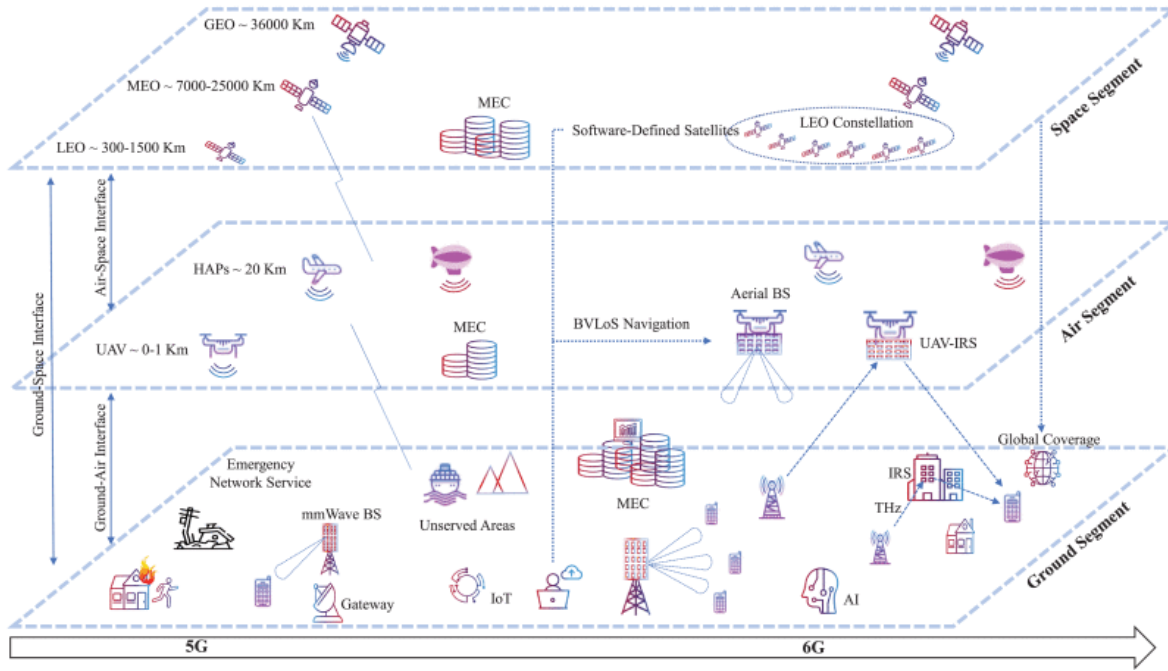 GEO ~ 36000 Km
MEO ~ 7000-25000 Km
MEC
Software-Defined Satellites
LEO Constellation
LEO ~ 300-1500 Km
Space Segment
Ground-Space Interface
Air-Space Interface
HAPs ~ 20 Km
Aerial BS
MEC
BVLoS Navigation
UAV-IRS
UAV ~ 0-1 Km
Air Segment
Ground-Air Interface
Global Coverage
Emergency
Network Service
IRS
MEC
mmWave BS
Unserved Areas
THz
Gateway
IoT
AI
Ground Segment
5G
6G